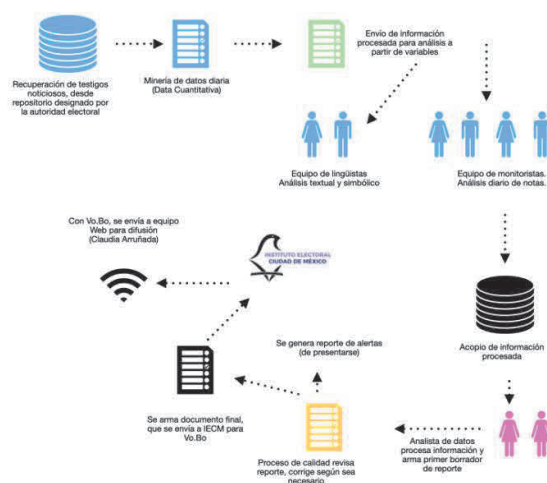 Recuperación de testigos
noticiosos, desde
repositorio designado por
la autoridad electoral
Minería de datos diaria
(Data Cuantitativa)
Envío de información
procesada para análisis a
partir de variables
Equipo de lingüistas
Análisis textual y simbólico
Equipo de monitoristas.
Análisis diario de notas.
Con Vo.Bo, se envía a equipo
Web para difusión
(Claudia Arruñada)
INSTITUTO ELECTORAL
CIUDAD DE MÉXICO
Acopio de información
procesada
Se genera reporte de alertas
(de presentarse)
Se arma documento final,
que se envía a IECM para
Vo.Bo
Proceso de calidad revisa
reporte, corrige según sea
necesario
Analista de datos
procesa información y
arma primer borrador
de reporte